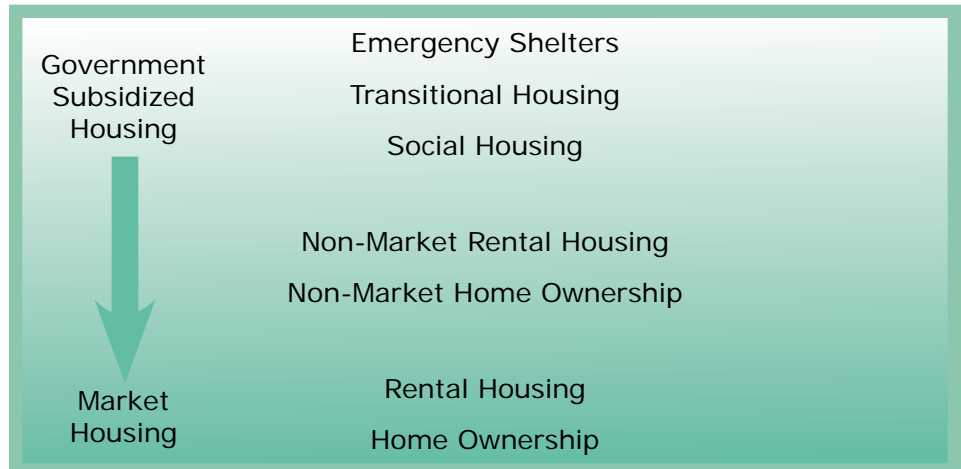 Government
Subsidized
Housing
Emergency Shelters
Transitional Housing
Social Housing
Non-Market Rental Housing
Non-Market Home Ownership
Market
Housing
Rental Housing
Home Ownership